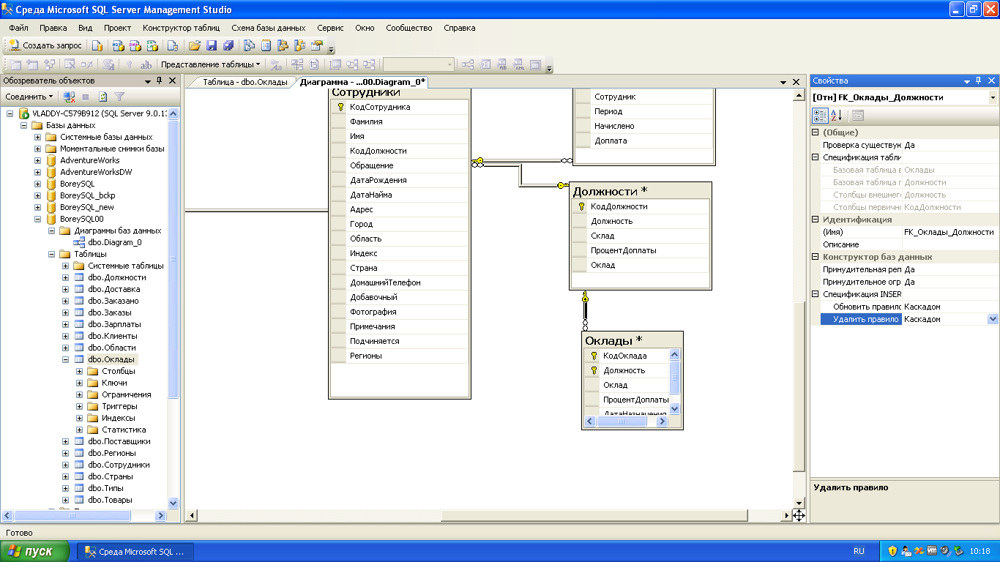 Среда Microsoft SQL Server Management Studio
Файл Правка Вид Проект Конструктор таблиц Схема базы данных Сервис Окно Сообщество Справка
Создать запрос
Представление таблицы
Обозреватель объектов
Соединить
VLADDY-C579B912 (SQL Server 9.0.13
Базы данных
Системные базы данных
Моментальные снимки базы
AdventureWorks
AdventureWorksDW
BoreySQL
BoreySQL_bckp
BoreySQL_new
BoreySQL00
Диаграммы баз данных
dbo.Diagram_0
Таблицы
Системные таблицы
dbo.Должности
dbo.Доставка
dbo.Заказано
dbo.Заказы
dbo.Зарплаты
dbo.Клиенты
dbo.Области
dbo.Оклады
Столбцы
Ключи
Ограничения
Триггеры
Индексы
Статистика
dbo.Поставщики
dbo.Регионы
dbo.Сотрудники
dbo.Страны
dbo.Типы
dbo.Товары
Таблица - dbo.Оклады
Диаграмма - ...00.Diagram_0*
Сотрудники
КодСотрудника
Фамилия
Имя
КодДолжности
Обращение
ДатаРождения
ДатаНайма
Адрес
Город
Область
Индекс
Страна
ДомашнийТелефон
Добавочный
Фотография
Примечания
Подчиняется
Регионы
Сотрудник
Период
Начислено
Доплата
Должности *
КодДолжности
Должность
Склад
ПроцентДоплаты
Оклад
Оклады *
КодОклада
Должность
Оклад
ПроцентДоплаты
ДатаНазначения
Свойства
[Отн] FK_Оклады_Должности
(Общие)
Проверка существую Да
Спецификация табли
Базовая таблица в Оклады
Базовая таблица п Должности
Столбцы внешнего Должность
Столбцы первично КодДолжности
Идентификация
(Имя) FK_Оклады_Должности
Описание
Конструктор баз данных
Принудительная реп Да
Принудительное огр Да
Спецификация INSER
Обновить правило Каскадом
Удалить правило Каскадом
Удалить правило
Готово
пуск
Среда Microsoft SQL ...
RU
10:18